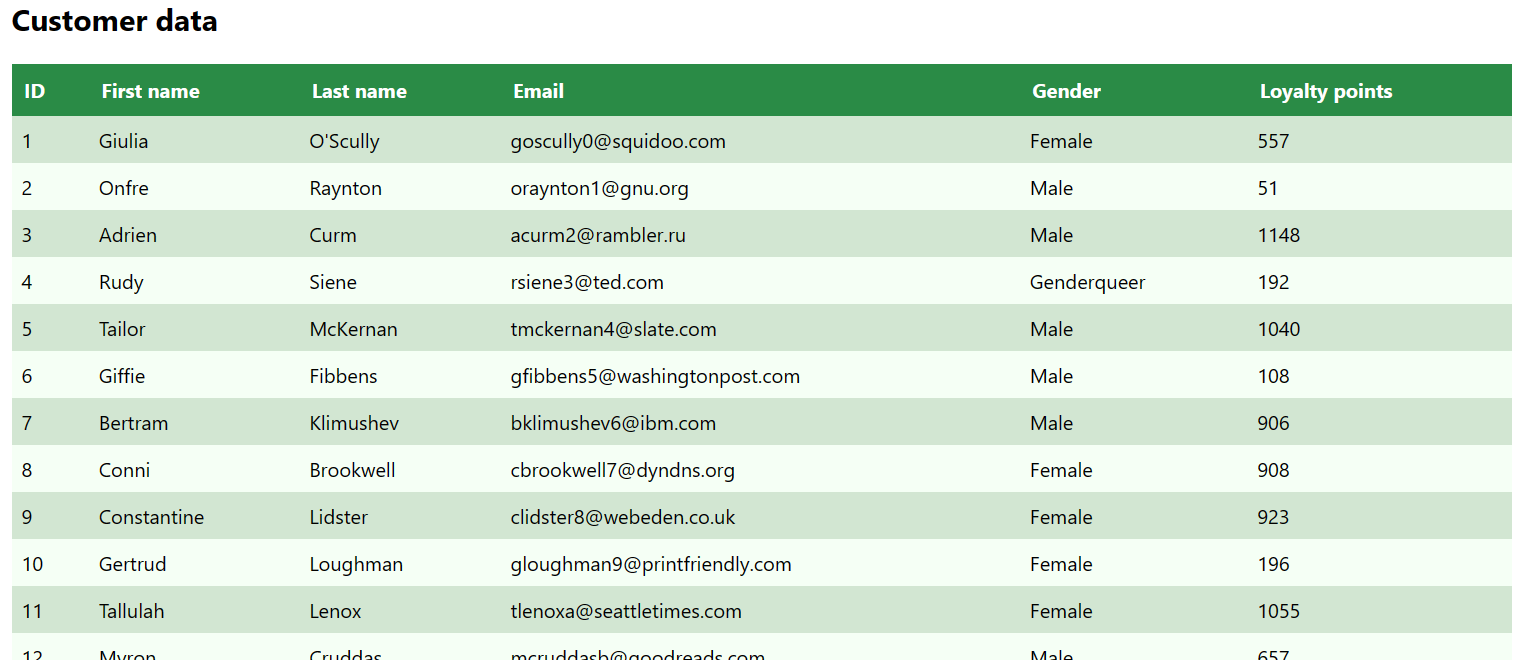 Customer data
ID First name Last name Email Gender Loyalty points
1 Giulia O'Scully goscully0@squidoo.com Female 557
2 Onfre Raynton oraynton1@gnu.org Male 51
3 Adrien Curm acurm2@rambler.ru Male 1148
4 Rudy Siene rsiene3@ted.com Genderqueer 192
5 Tailor McKernan tmckernan4@slate.com Male 1040
6 Giffie Fibbens gfibbens5@washingtonpost.com Male 108
7 Bertram Klimushev bklimushev6@ibm.com Male 906
8 Conni Brookwell cbrookwell7@dyndns.org Female 908
9 Constantine Lidster clidster8@webeden.co.uk Female 923
10 Gertrud Loughman gloughman9@printfriendly.com Female 196
11 Tallulah Lenox tlenoxa@seattletimes.com Female 1055
12 Myron Cruddas mcruddasb@goodreads.com Male 657